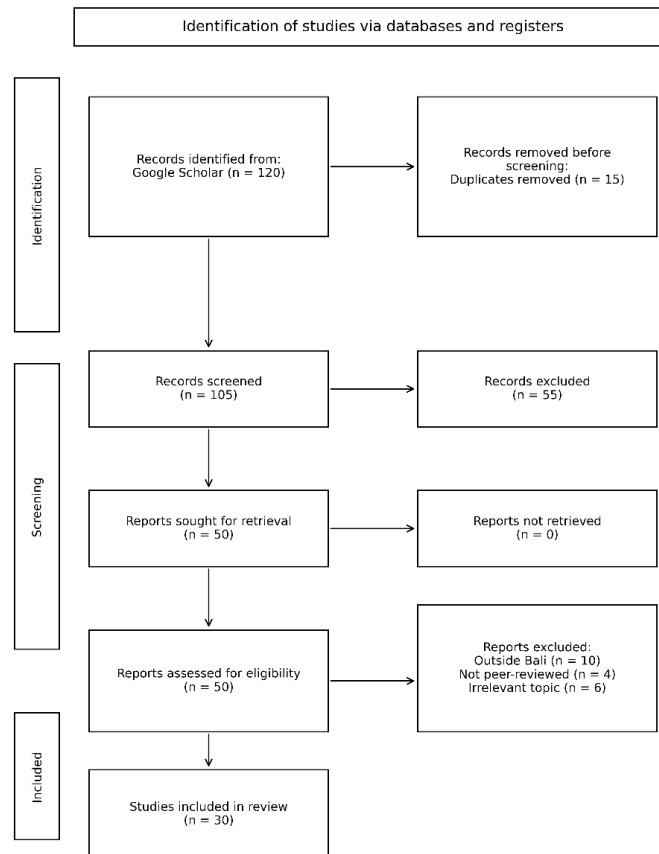 Identification of studies via databases and registers
Identification
Records identified from:
Google Scholar (n = 120)
Records removed before
screening:
Duplicates removed (n = 15)
Screening
Records screened
(n = 105)
Records excluded
(n = 55)
Reports sought for retrieval
(n = 50)
Reports not retrieved
(n = 0)
Reports assessed for eligibility
(n = 50)
Reports excluded:
Outside Bali (n = 10)
Not peer-reviewed (n = 4)
Irrelevant topic (n = 6)
Included
Studies included in review
(n = 30)